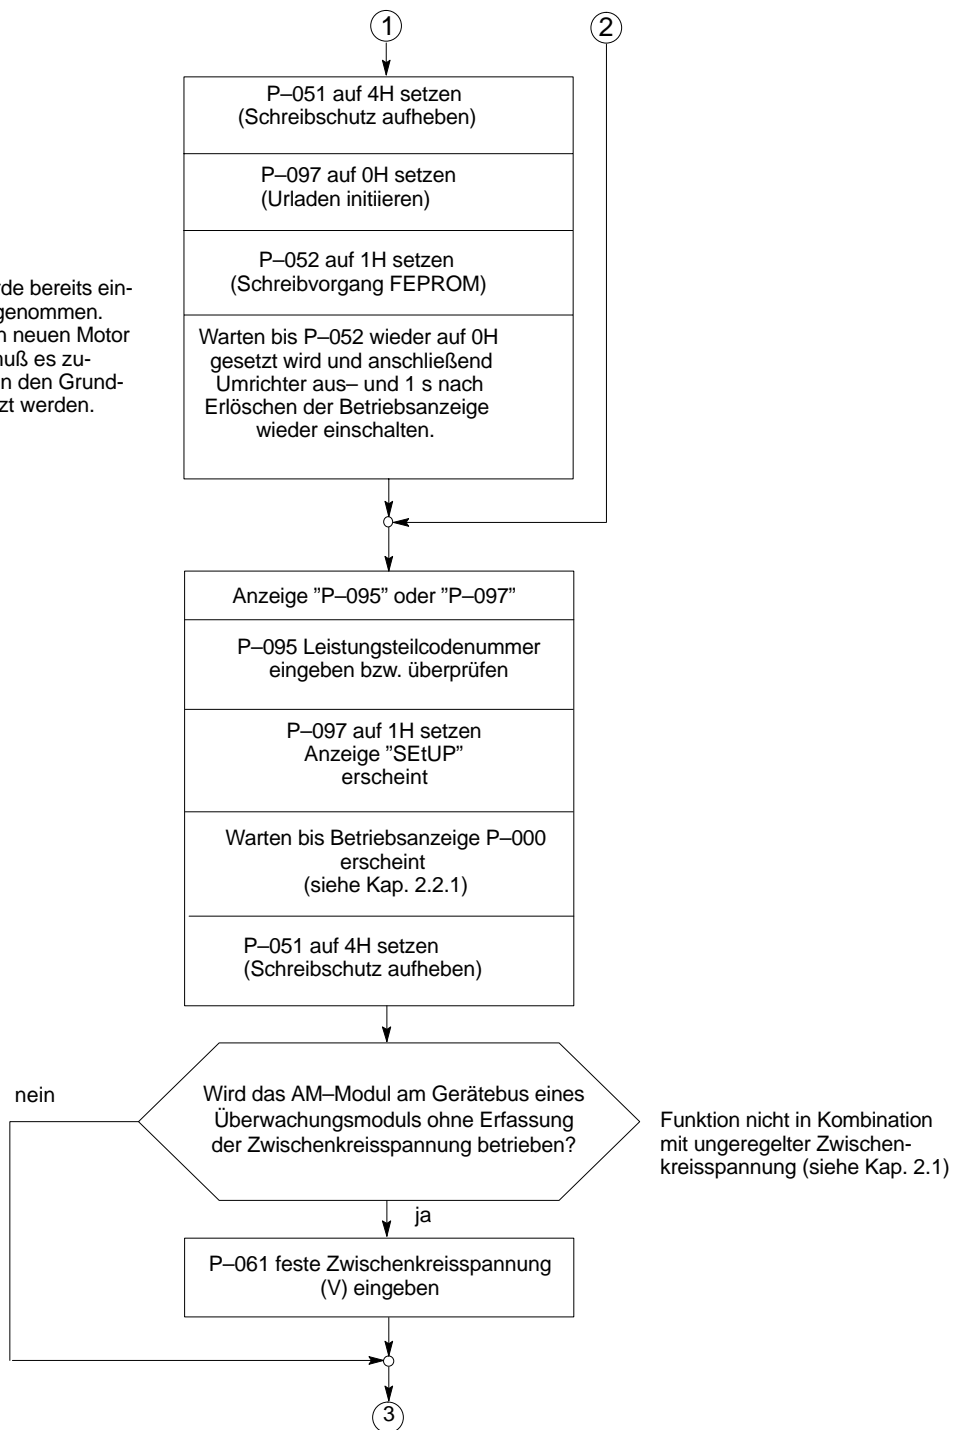 1
2
P–051 auf 4H setzen
(Schreibschutz aufheben)
P–097 auf 0H setzen
(Urladen initiieren)
P–052 auf 1H setzen
(Schreibvorgang FEPROM)
rde bereits ein-
genommen.
n neuen Motor
nuß es zu-
n den Grund-
zt werden.
Warten bis P–052 wieder auf 0H
gesetzt wird und anschließend
Umrichter aus– und 1 s nach
Erlöschen der Betriebsanzeige
wieder einschalten.
Anzeige ”P–095” oder ”P–097”
P–095 Leistungsteilcodenummer
eingeben bzw. überprüfen
P–097 auf 1H setzen
Anzeige ”SEtUP”
erscheint
Warten bis Betriebsanzeige P–000
erscheint
(siehe Kap. 2.2.1)
P–051 auf 4H setzen
(Schreibschutz aufheben)
nein
Wird das AM–Modul am Gerätebus eines
Überwachungsmoduls ohne Erfassung
der Zwischenkreisspannung betrieben?
Funktion nicht in Kombination
mit ungeregelter Zwischen-
kreisspannung (siehe Kap. 2.1)
ja
P–061 feste Zwischenkreisspannung
(V) eingeben
3